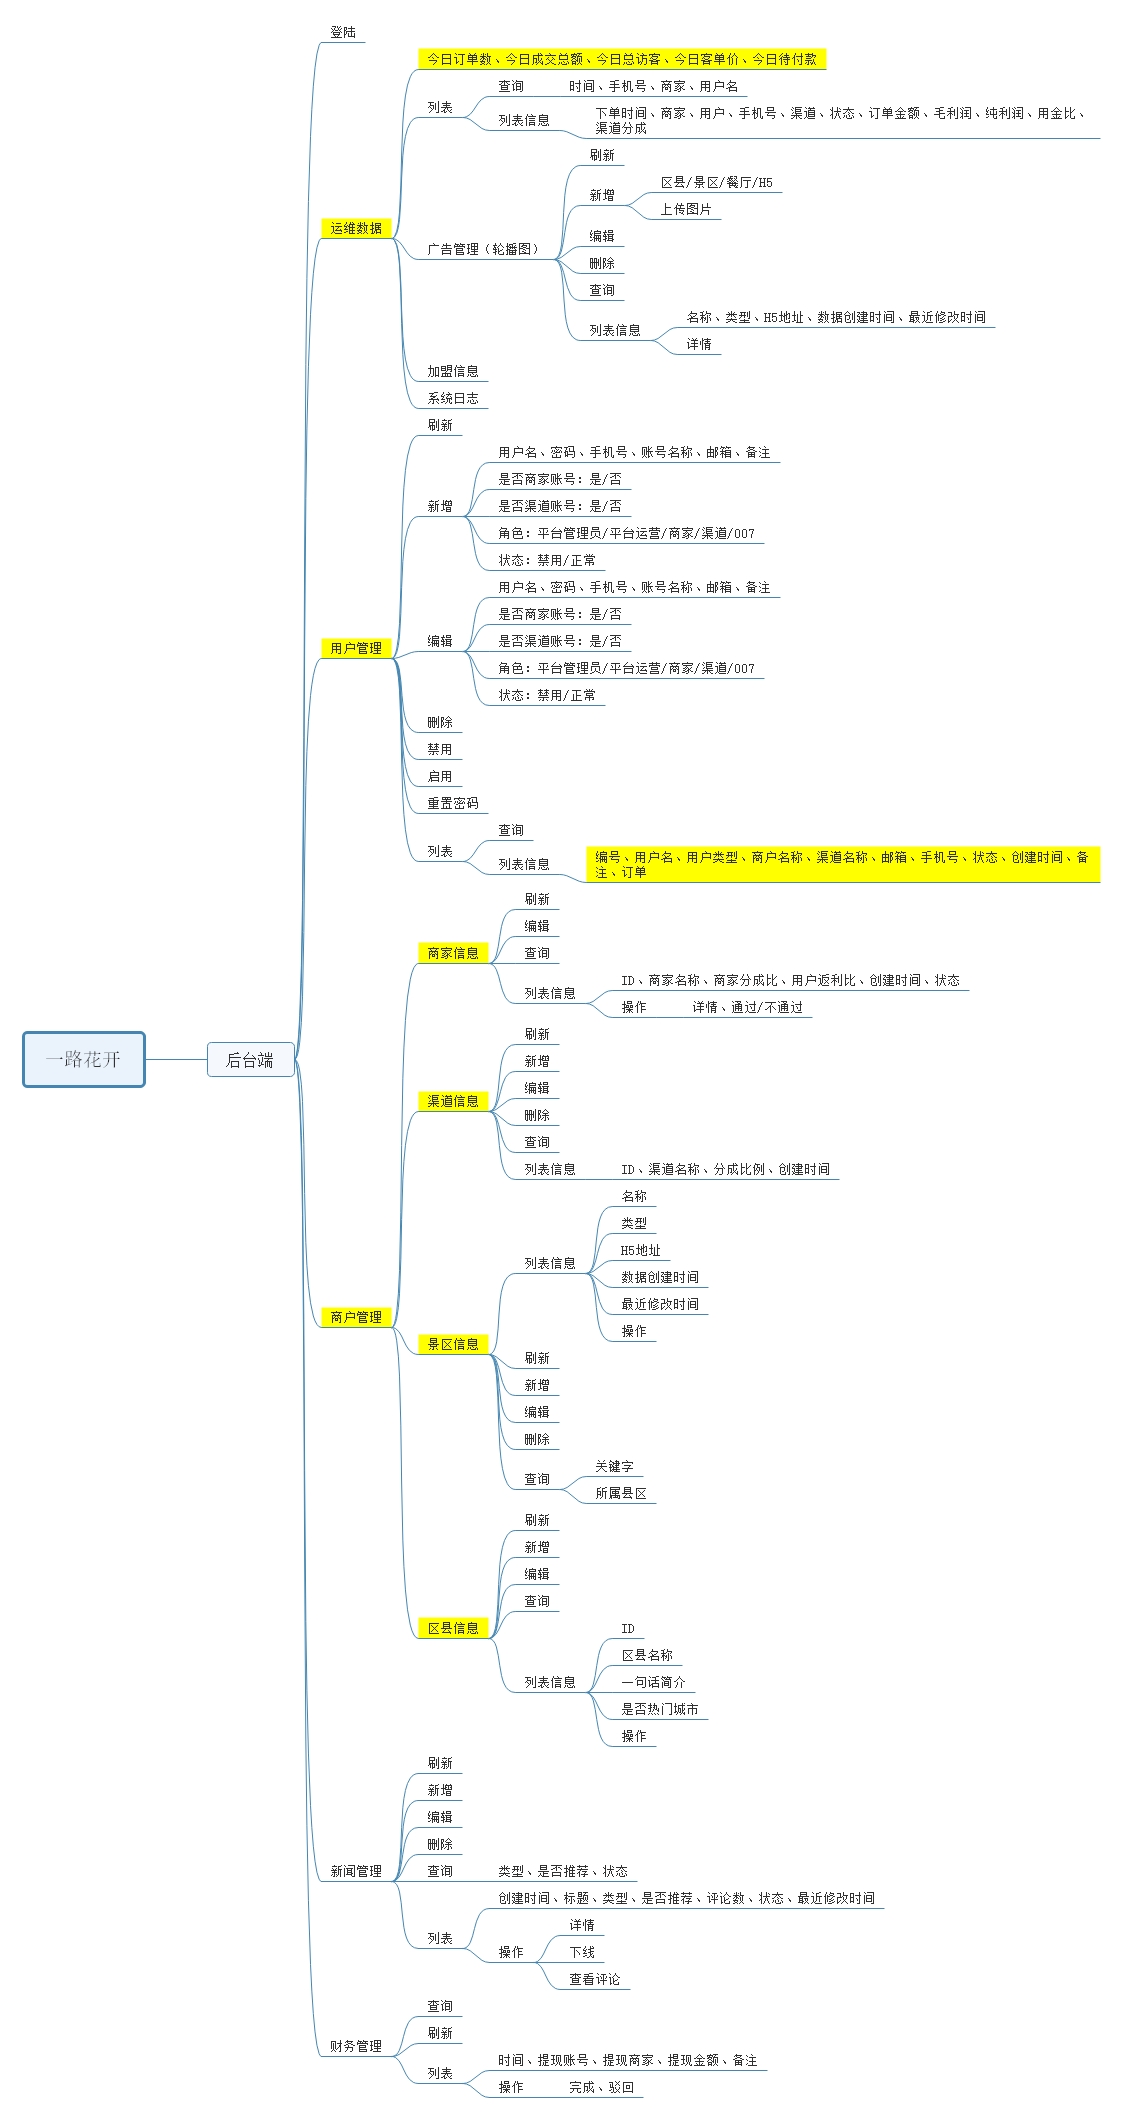 登陆
今日订单数、今日成交总额、今日总访客、今日客单价、今日待付款
查询
时间、手机号、商家、用户名
列表
列表信息
下单时间、商家、用户、手机号、渠道、状态、订单金额、毛利润、纯利润、用金比、
渠道分成
刷新
区县/景区/餐厅/H5
新增
上传图片
运维数据
编辑
广告管理（轮播图）
删除
查询
名称、类型、H5地址、数据创建时间、最近修改时间
列表信息
详情
加盟信息
系统日志
刷新
用户名、密码、手机号、账号名称、邮箱、备注
是否商家账号：是/否
新增
是否渠道账号：是/否
角色：平台管理员/平台运营/商家/渠道/007
状态：禁用/正常
用户名、密码、手机号、账号名称、邮箱、备注
是否商家账号：是/否
编辑
是否渠道账号：是/否
用户管理
角色：平台管理员/平台运营/商家/渠道/007
状态：禁用/正常
删除
禁用
启用
重置密码
查询
列表
列表信息
编号、用户名、用户类型、商户名称、渠道名称、邮箱、手机号、状态、创建时间、备
注、订单
刷新
编辑
商家信息
查询
ID、商家名称、商家分成比、用户返利比、创建时间、状态
列表信息
操作
详情、通过/不通过
一路花开
后台端
刷新
新增
编辑
渠道信息
删除
查询
列表信息
ID、渠道名称、分成比例、创建时间
名称
类型
H5地址
列表信息
数据创建时间
最近修改时间
商户管理
操作
景区信息
刷新
新增
编辑
删除
关键字
查询
所属县区
刷新
新增
编辑
查询
区县信息
ID
区县名称
列表信息
一句话简介
是否热门城市
操作
刷新
新增
编辑
删除
新闻管理
查询
类型、是否推荐、状态
创建时间、标题、类型、是否推荐、评论数、状态、最近修改时间
列表
详情
操作
下线
查看评论
查询
刷新
财务管理
时间、提现账号、提现商家、提现金额、备注
列表
操作
完成、驳回